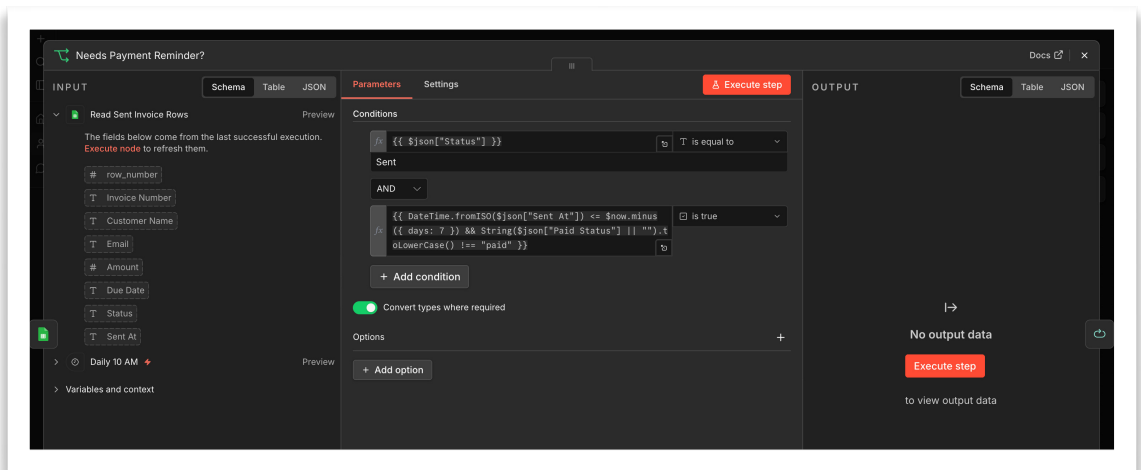 Needs Payment Reminder?
Docs
INPUT
Schema
Table
JSON
Read Sent Invoice Rows
Preview
The fields below come from the last successful execution.
Execute node to refresh them.
# row_number
T Invoice Number
T Customer Name
T Email
# Amount
T Due Date
T Status
T Sent At
Daily 10 AM
Preview
Variables and context
Parameters
Settings
Execute step
Conditions
fx {{ $json["Status"] }}
T is equal to
Sent
AND
fx {{ DateTime.fromISO($json["Sent At"]) <= $now.minus
({ days: 7 }) && String($json["Paid Status"] || "").t
oLowerCase() !== "paid" }}
is true
+ Add condition
Convert types where required
Options
+
+ Add option
OUTPUT
Schema
Table
JSON
No output data
Execute step
to view output data